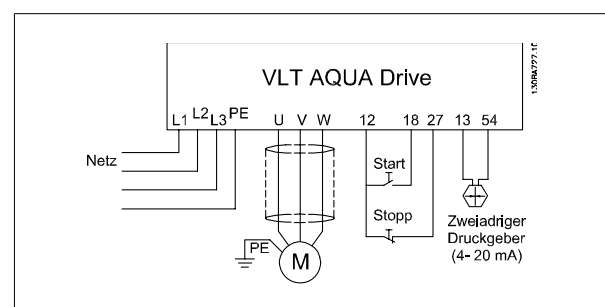 VLT AQUA Drive
130BA727.10
L1 L2 L3 PE U V W 12 18 27 13 54
Netz
Start
Stopp
PE
M
Zweiadriger
Druckgeber
(4- 20 mA)